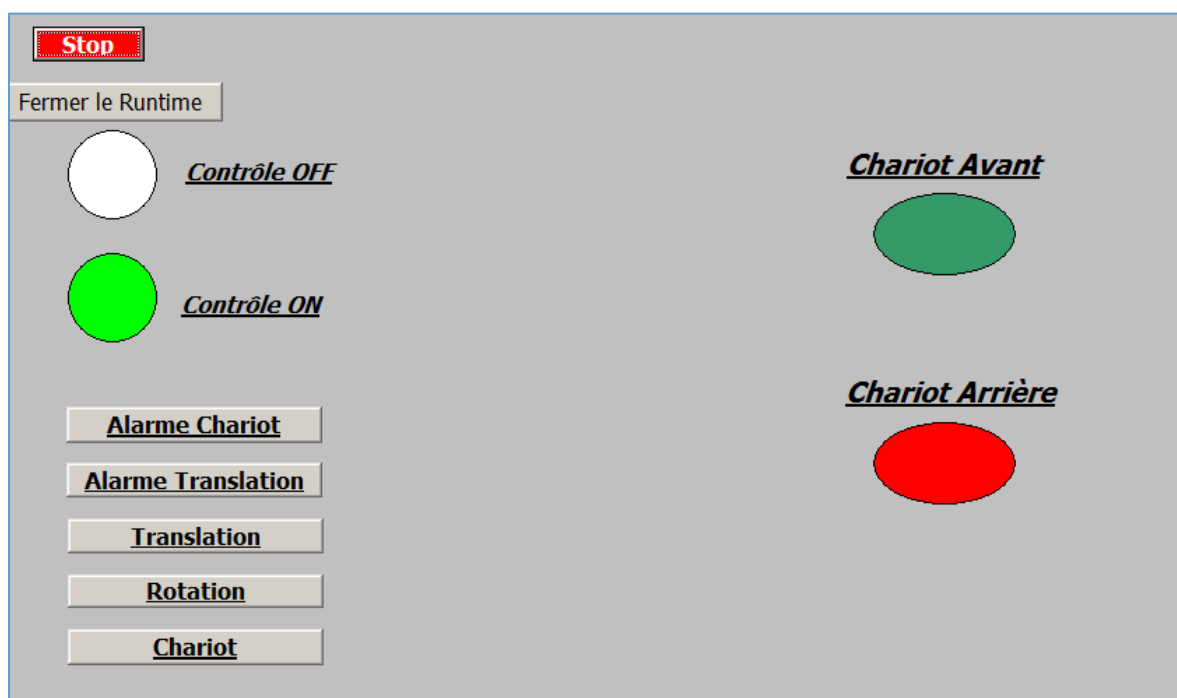 Stop
Fermer le Runtime
Contrôle OFF
Contrôle ON
Alarme Chariot
Alarme Translation
Translation
Rotation
Chariot
Chariot Avant
Chariot Arrière